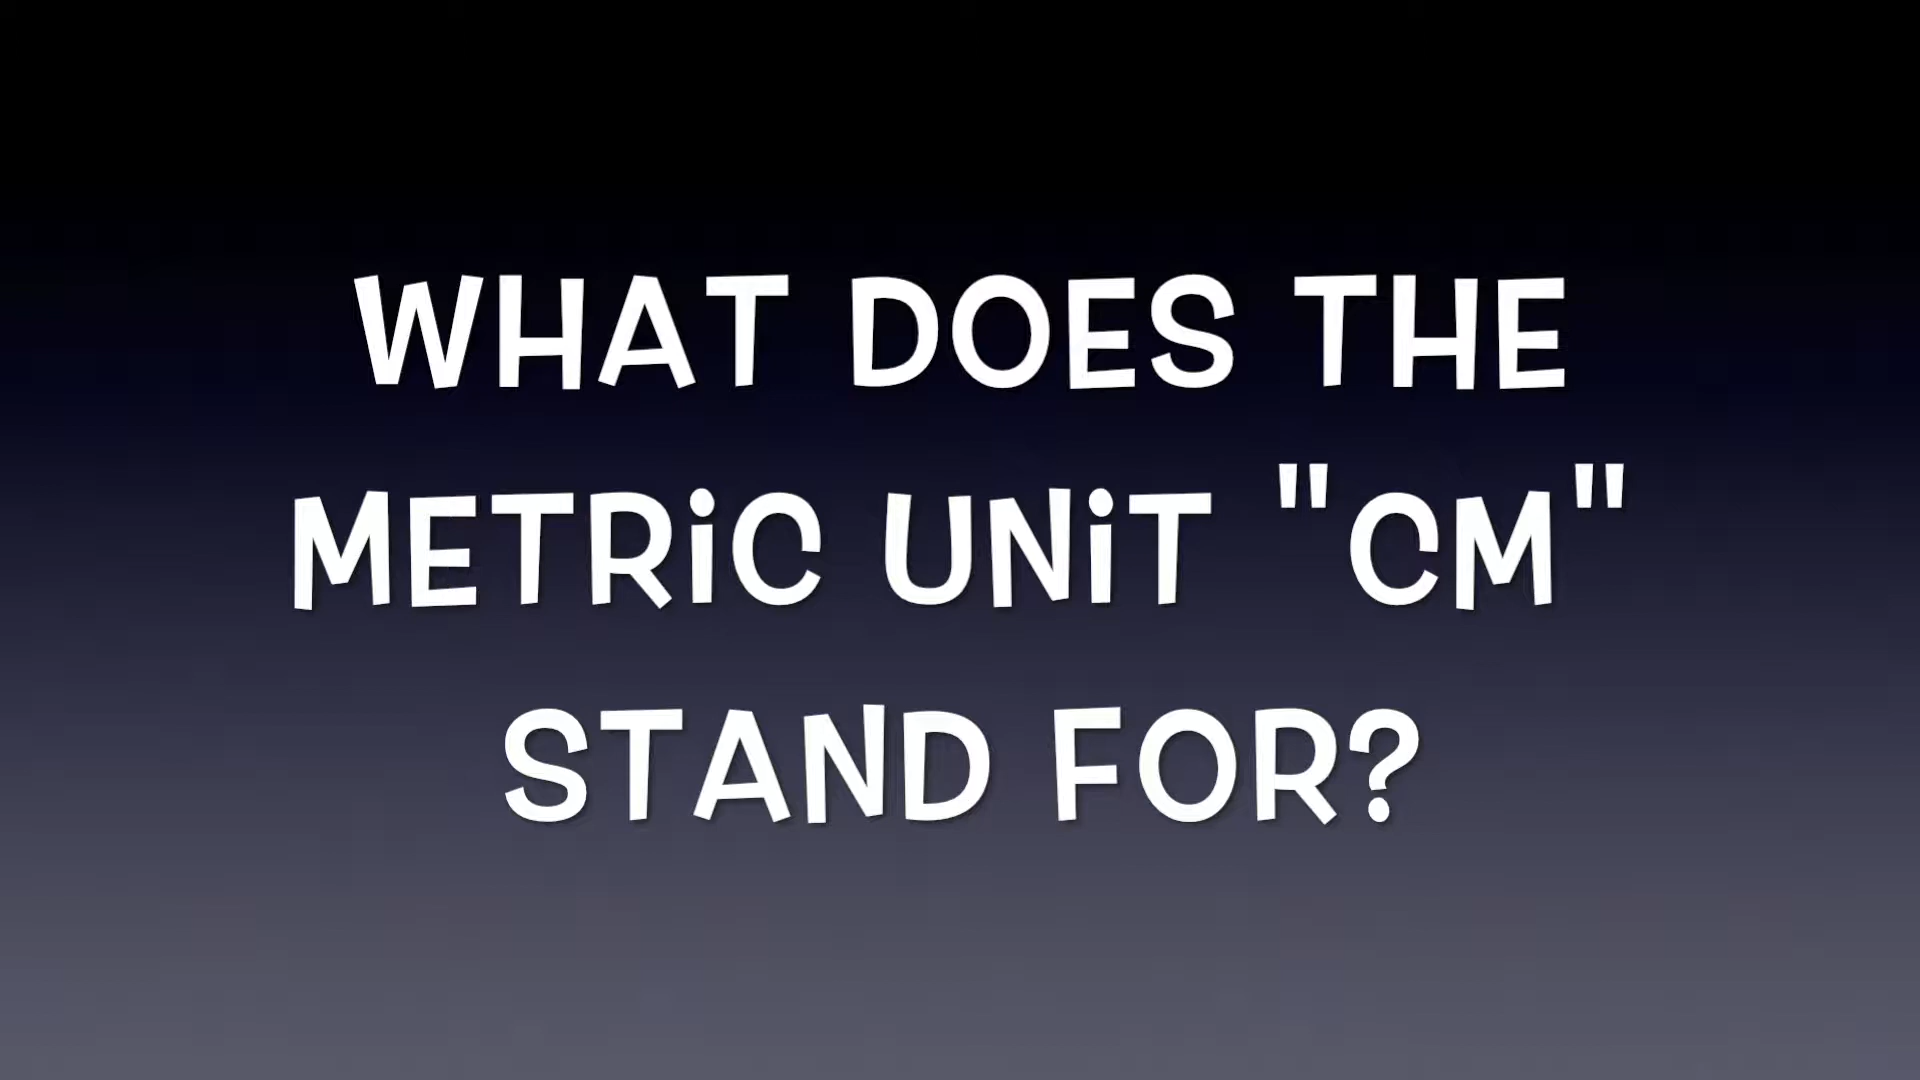 WHAT DOES THE
METRiC UNiT "CM"
STAND FOR?